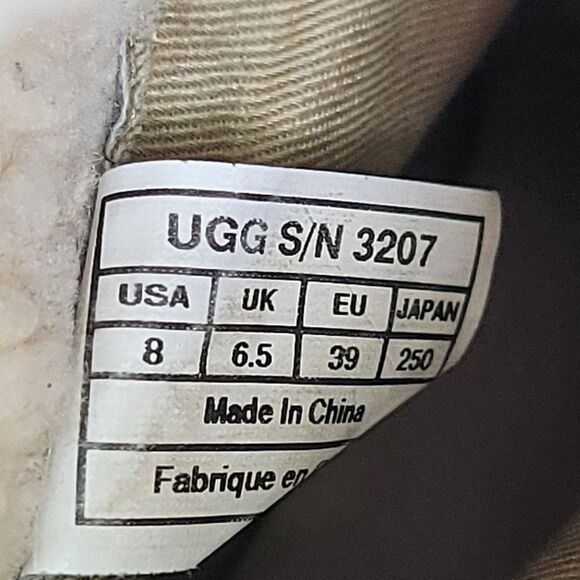 UGG S/N 3207
USA UK EU JAPAN
8 6.5 39 250
Made In China
Fabrique en